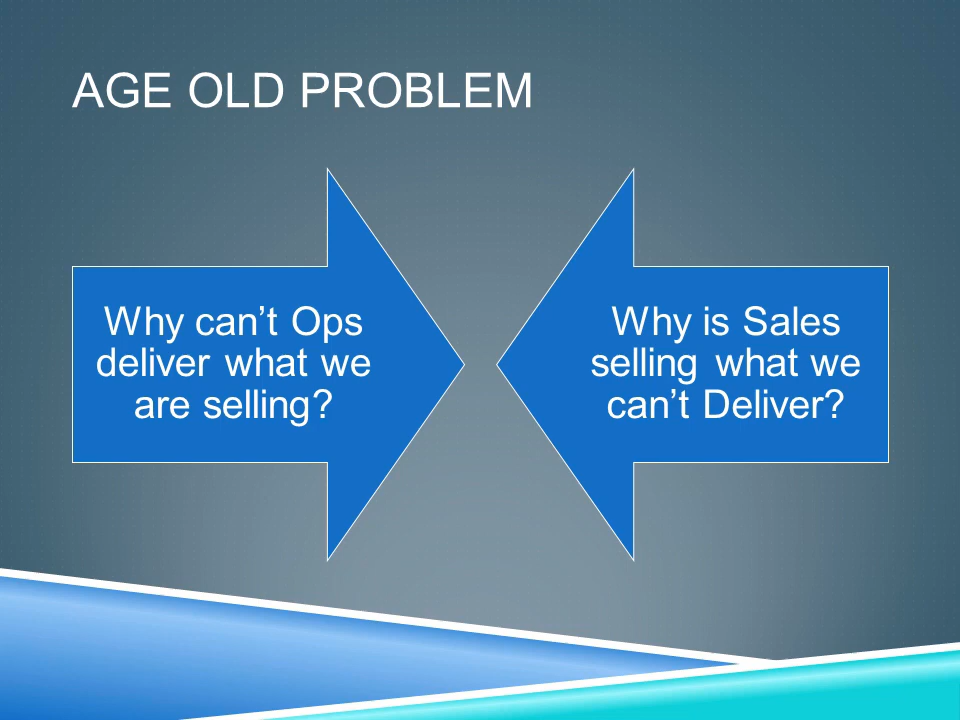 AGE OLD PROBLEM
Why can’t Ops
deliver what we
are selling?
Why is Sales
selling what we
can’t Deliver?